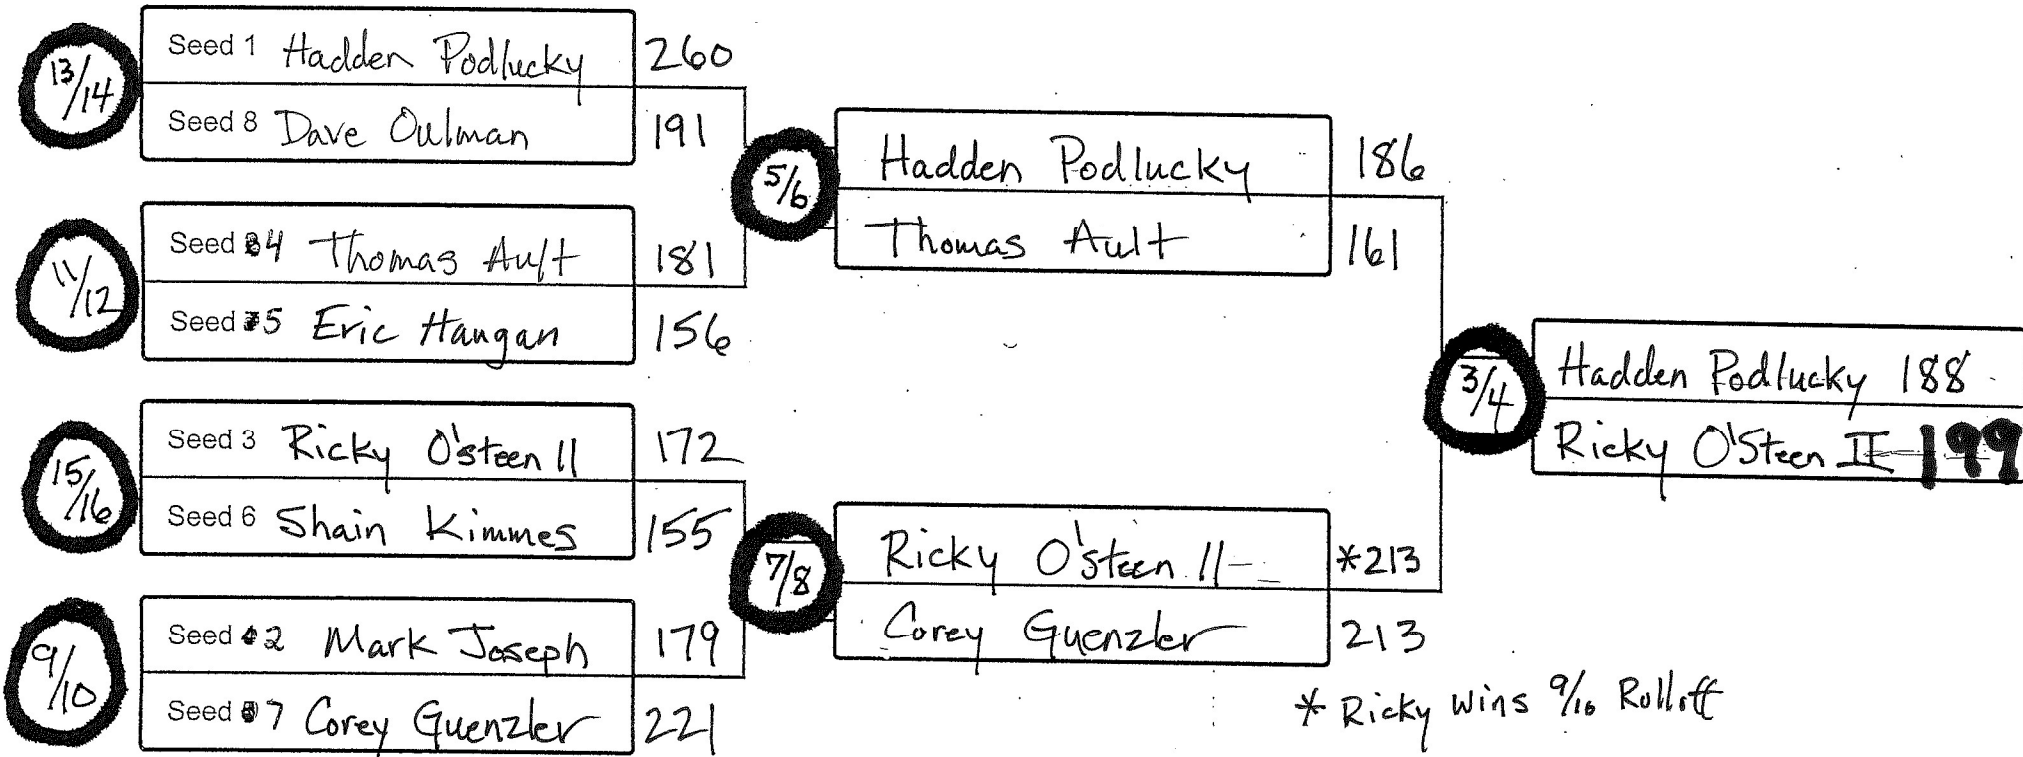 13/14
Seed 1 Hadden Podlucky 260
Seed 8 Dave Oulman 191
11/12
Seed 4 Thomas Ault 181
Seed 5 Eric Haugan 156
15/16
Seed 3 Ricky O'steen II 172
Seed 6 Shain Kimmes 155
9/10
Seed 2 Mark Joseph 179
Seed 7 Corey Guenzler 221
5/6
Hadden Podlucky 186
Thomas Ault 161
7/8
Ricky O'steen II *213
Corey Guenzler 213
* Ricky wins 9/10 Rolloff
3/4
Hadden Podlucky 188
Ricky O'Steen II 199